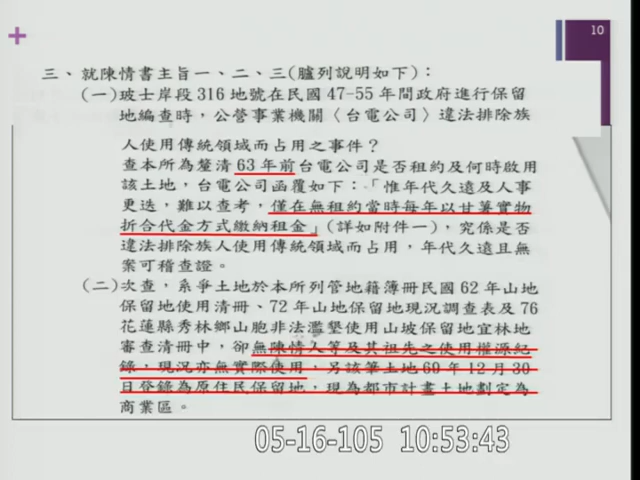 10
三、就陳情書主旨一、二、三(臚列說明如下)：
(一)玻士岸段316地號在民國47-55年間政府進行保留
地編查時，公營事業機關〈台電公司〉違法排除族
人使用傳統領域而占用之事件？
查本所為釐清63年前台電公司是否租約及何時啟用
該土地，台電公司函覆如下：「惟年代久遠及人事
更迭，難以查考，僅在無租約當時每年以甘薯實物
折合代金方式繳納租金」(詳如附件一)，究係是否
違法排除族人使用傳統領域而占用，年代久遠且無
案可稽查證。
(二)次查，系爭土地於本所列管地籍簿冊民國62年山地
保留地使用清冊、72年山地保留地現況調查表及76
花蓮縣秀林鄉山胞非法濫墾使用山坡保留地宜林地
審查清冊中，卻無陳情人等及其祖先之使用權源紀
錄，現況亦無實際使用，另該筆土地69年12月30
日登錄為原住民保留地，現為都市計畫土地劃定為
商業區。
05-16-105 10:53:43